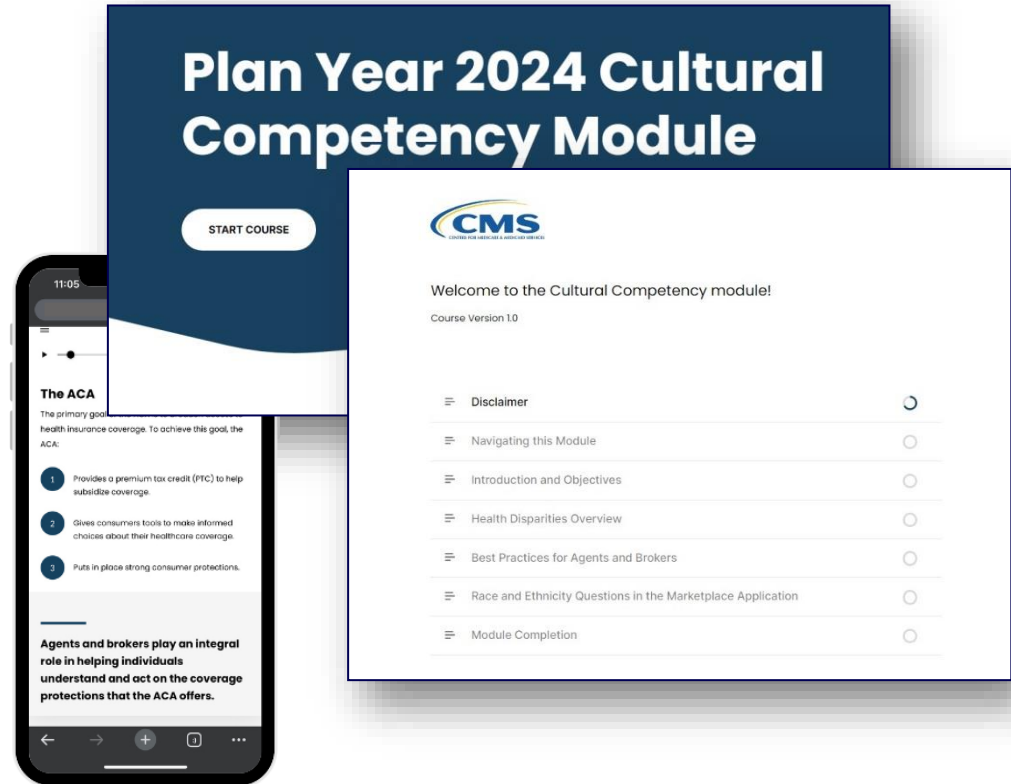 Plan Year 2024 Cultural
Competency Module
START COURSE
CMS
CENTERS FOR MEDICARE & MEDICAID SERVICES
Welcome to the Cultural Competency module!
Course Version 1.0
Disclaimer
Navigating this Module
Introduction and Objectives
Health Disparities Overview
Best Practices for Agents and Brokers
Race and Ethnicity Questions in the Marketplace Application
Module Completion
11:05
The ACA
The primary goal
health insurance coverage. To achieve this goal, the
ACA:
1 Provides a premium tax credit (PTC) to help
subsidize coverage.
2 Gives consumers tools to make informed
choices about their healthcare coverage.
3 Puts in place strong consumer protections.
Agents and brokers play an integral
role in helping individuals
understand and act on the coverage
protections that the ACA offers.